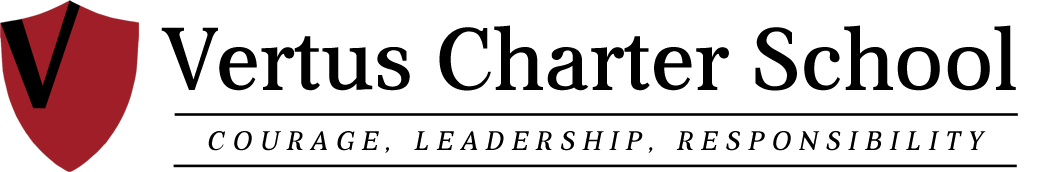 V
Vertus Charter School
COURAGE, LEADERSHIP, RESPONSIBILITY